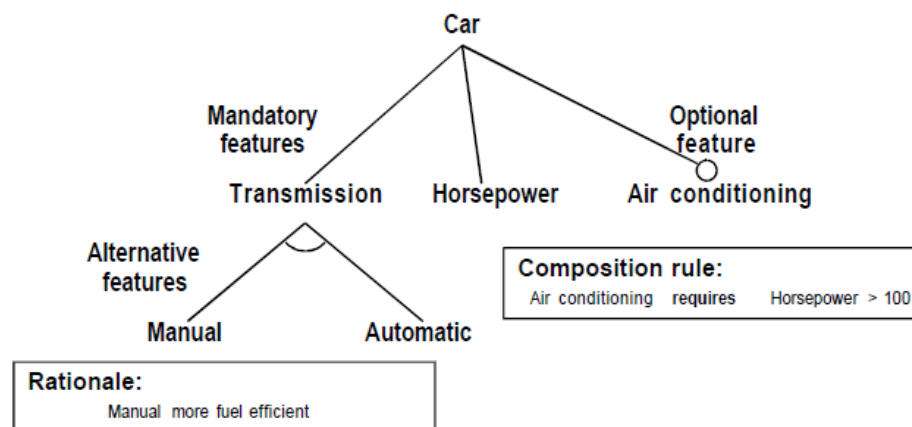 Car
Mandatory
features
Optional
feature
Transmission
Horsepower
Air conditioning
Alternative
features
Manual
Automatic
Composition rule:
Air conditioning requires Horsepower > 100
Rationale:
Manual more fuel efficient